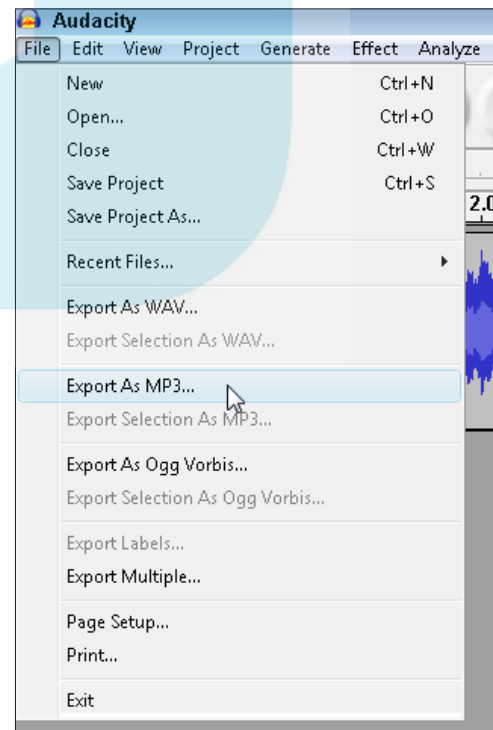 Audacity
File Edit View Project Generate Effect Analyze
New Ctrl+N
Open... Ctrl+O
Close Ctrl+W
Save Project Ctrl+S
Save Project As...
2.0
Recent Files...
Export As WAV...
Export Selection As WAV...
Export As MP3...
Export Selection As MP3...
Export As Ogg Vorbis...
Export Selection As Ogg Vorbis...
Export Labels...
Export Multiple...
Page Setup...
Print...
Exit